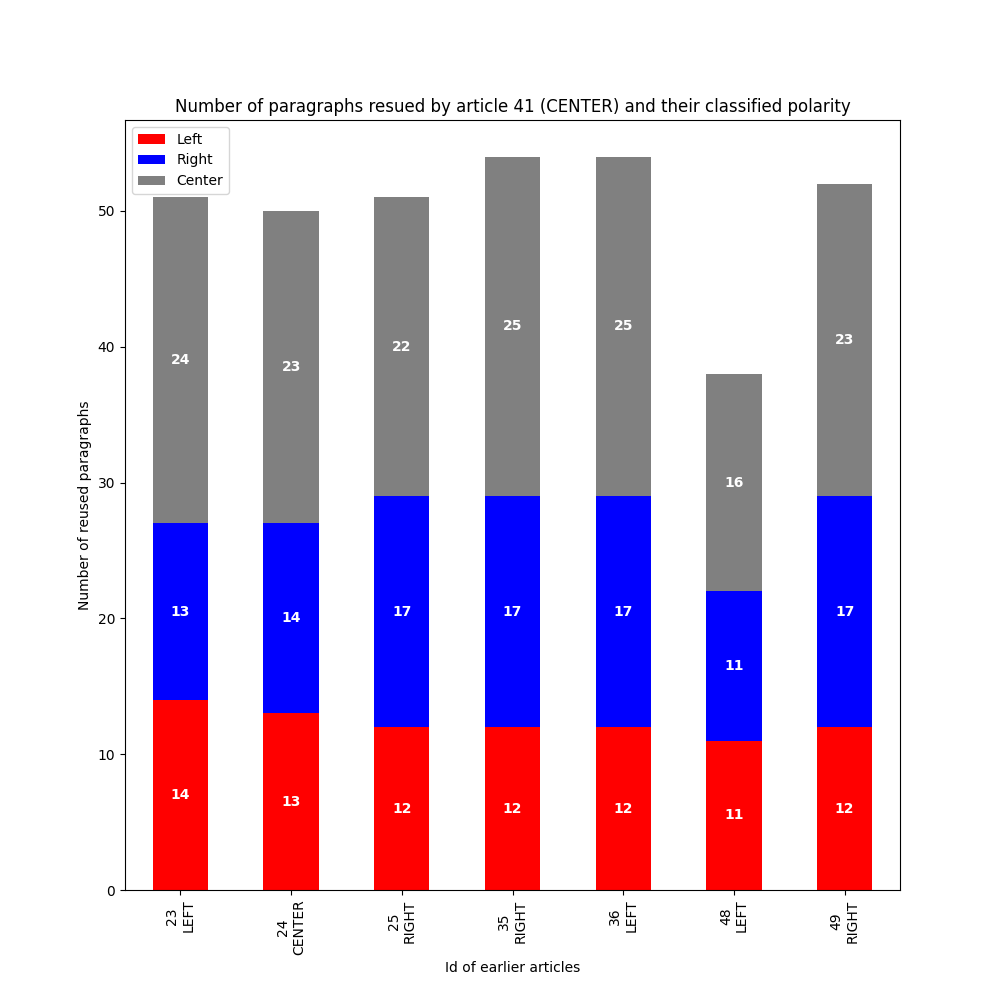 Number of paragraphs resued by article 41 (CENTER) and their classified polarity
Left
Right
Center
Number of reused paragraphs
50
40
30
20
10
0
24
23
22
25
25
16
23
13
14
17
17
17
11
17
14
13
12
12
12
11
12
23
LEFT
24
CENTER
25
RIGHT
35
RIGHT
36
LEFT
48
LEFT
49
RIGHT
Id of earlier articles